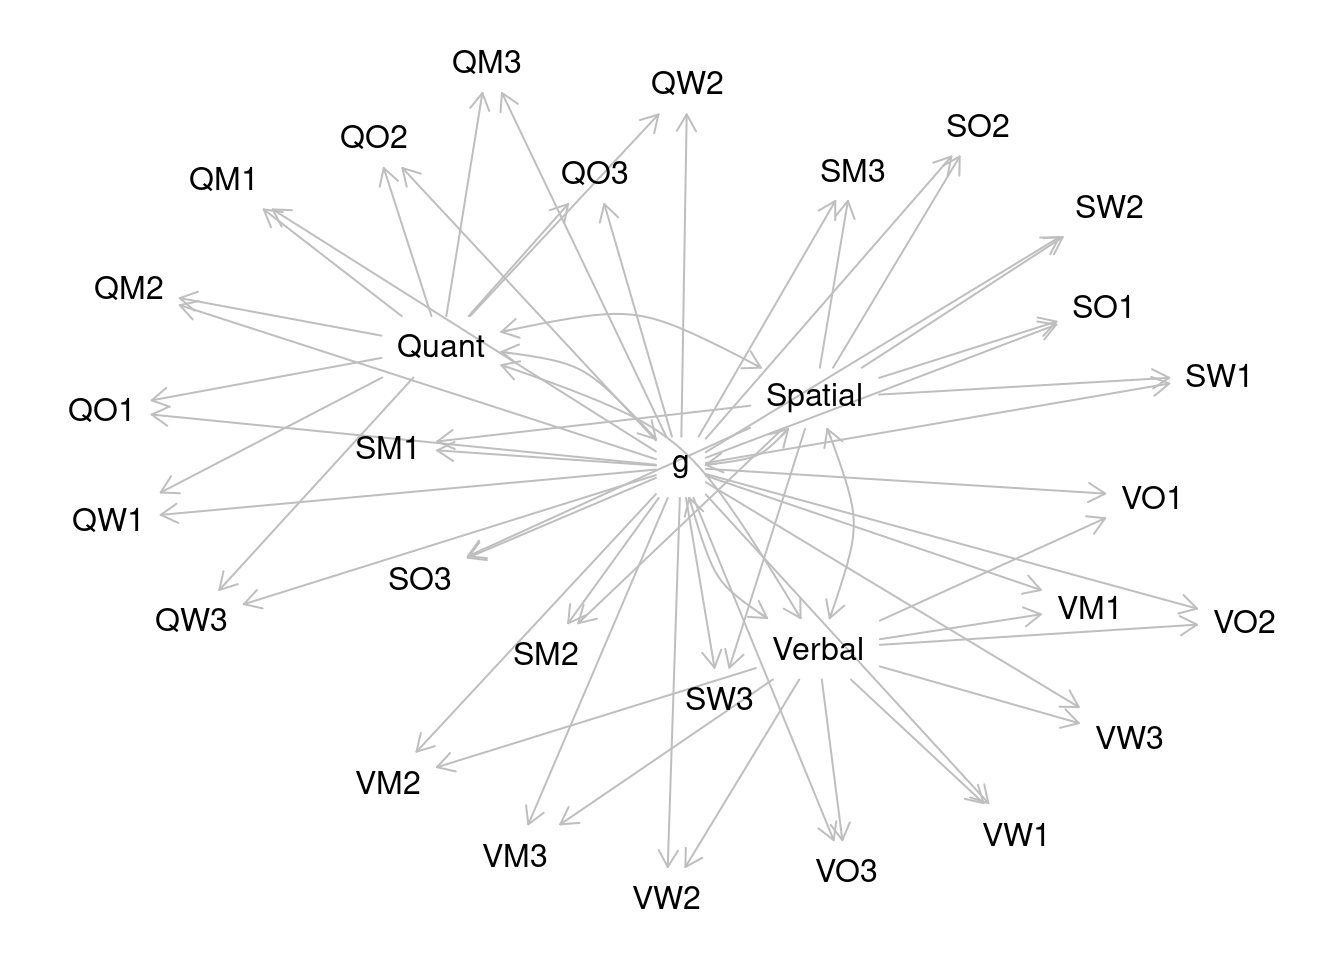 QM3
QW2
SO2
QO2
QO3
SM3
QM1
SW2
QM2
SO1
Quant
SW1
Spatial
QO1
SM1
g
VO1
QW1
SO3
VM1
QW3
VO2
SM2
Verbal
SW3
VW3
VM2
VW1
VM3
VO3
VW2